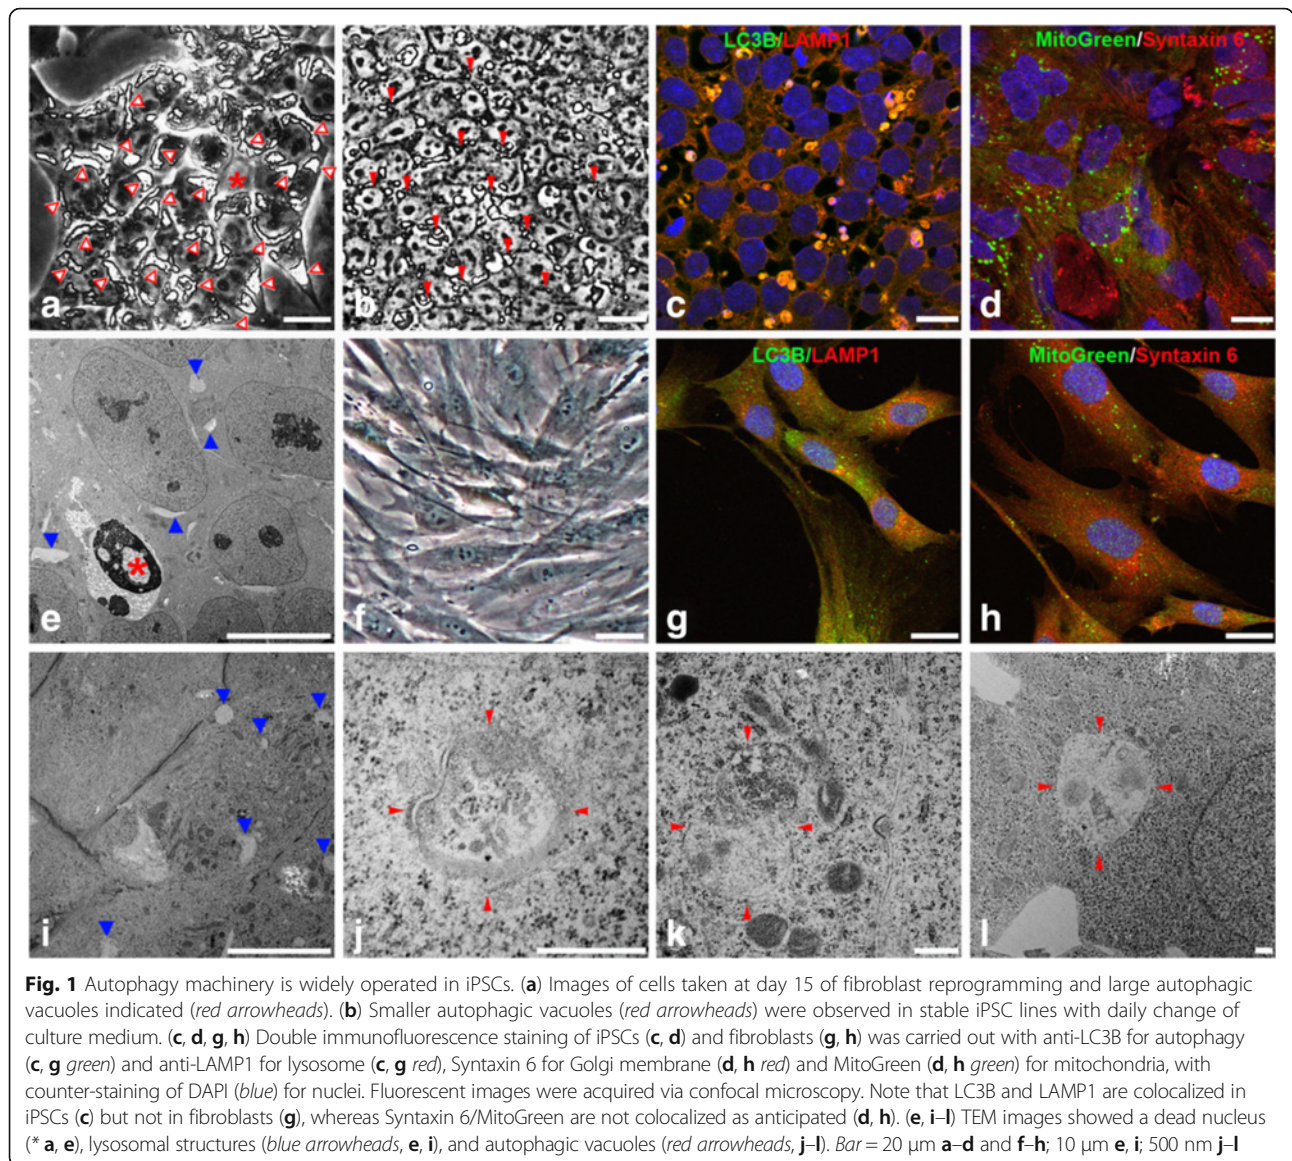 LC3B/LAMP1
MitoGreen/Syntaxin 6
*
a
b
c
d
LC3B/LAMP1
MitoGreen/Syntaxin 6
*
e
f
g
h
i
j
k
l
Fig. 1 Autophagy machinery is widely operated in iPSCs. (a) Images of cells taken at day 15 of fibroblast reprogramming and large autophagic
vacuoles indicated (red arrowheads). (b) Smaller autophagic vacuoles (red arrowheads) were observed in stable iPSC lines with daily change of
culture medium. (c, d, g, h) Double immunofluorescence staining of iPSCs (c, d) and fibroblasts (g, h) was carried out with anti-LC3B for autophagy
(c, g green) and anti-LAMP1 for lysosome (c, g red), Syntaxin 6 for Golgi membrane (d, h red) and MitoGreen (d, h green) for mitochondria, with
counter-staining of DAPI (blue) for nuclei. Fluorescent images were acquired via confocal microscopy. Note that LC3B and LAMP1 are colocalized in
iPSCs (c) but not in fibroblasts (g), whereas Syntaxin 6/MitoGreen are not colocalized as anticipated (d, h). (e, i–l) TEM images showed a dead nucleus
(* a, e), lysosomal structures (blue arrowheads, e, i), and autophagic vacuoles (red arrowheads, j–l). Bar = 20 μm a–d and f–h; 10 μm e, i; 500 nm j–l